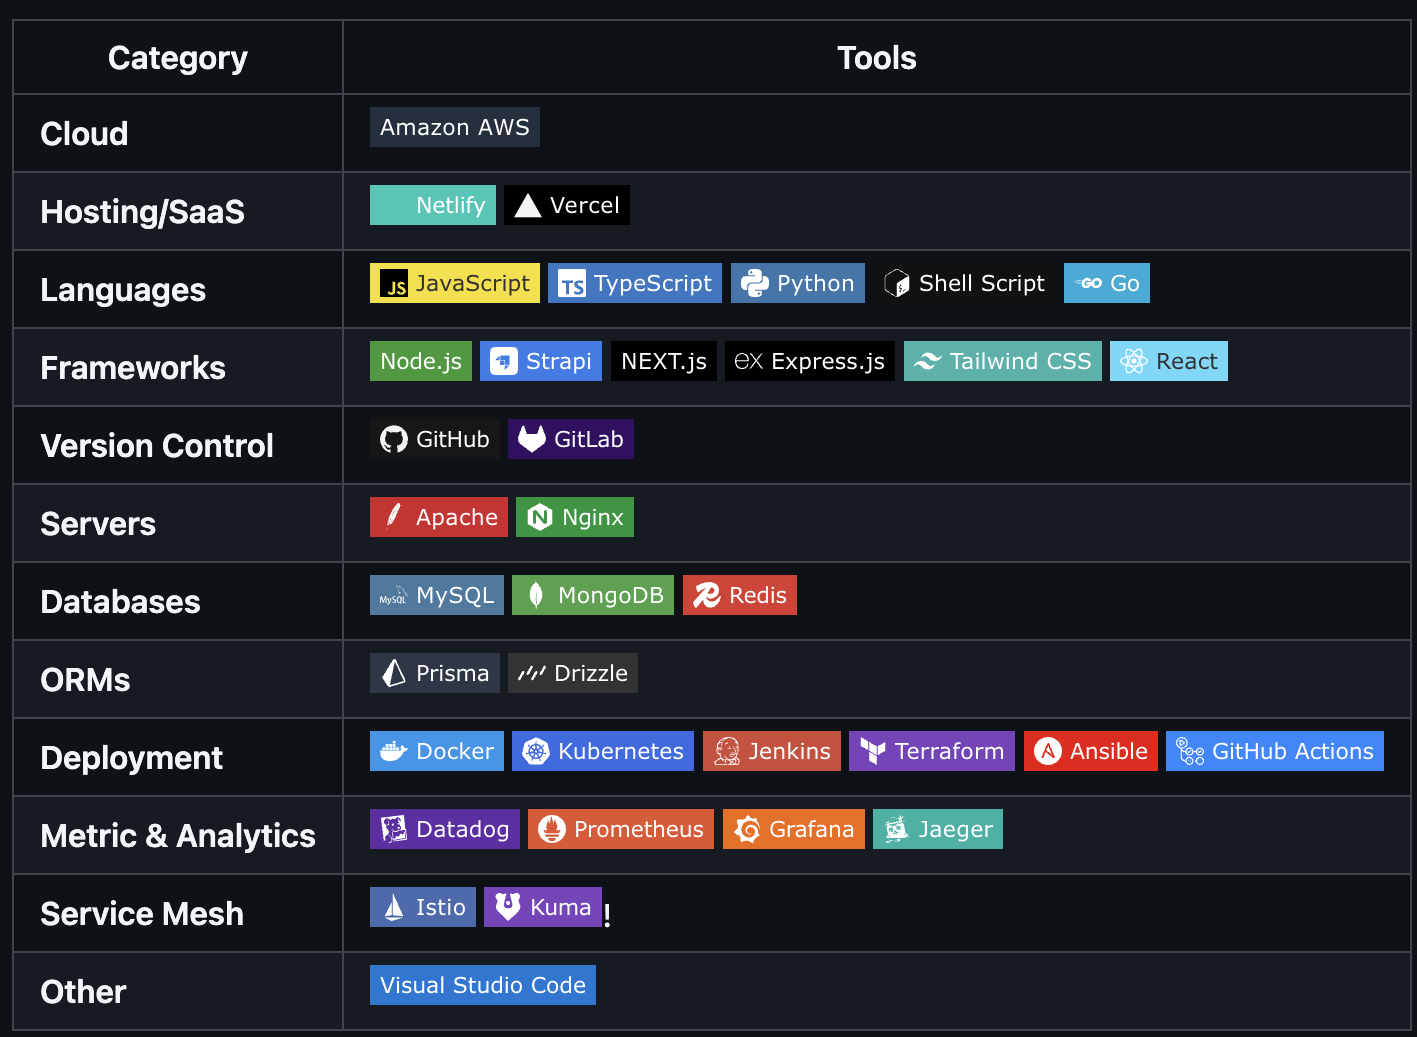 Category Tools
Cloud Amazon AWS
Hosting/SaaS Netlify Vercel
Languages JS JavaScript TS TypeScript Python Shell Script GO Go
Frameworks Node.js Strapi NEXT.js ex Express.js Tailwind CSS React
Version Control GitHub GitLab
Servers Apache N Nginx
Databases MySQL MySQL MongoDB Redis
ORMs Prisma Drizzle
Deployment Docker Kubernetes Jenkins Terraform A Ansible GitHub Actions
Metric & Analytics Datadog Prometheus Grafana Jaeger
Service Mesh Istio Kuma !
Other Visual Studio Code